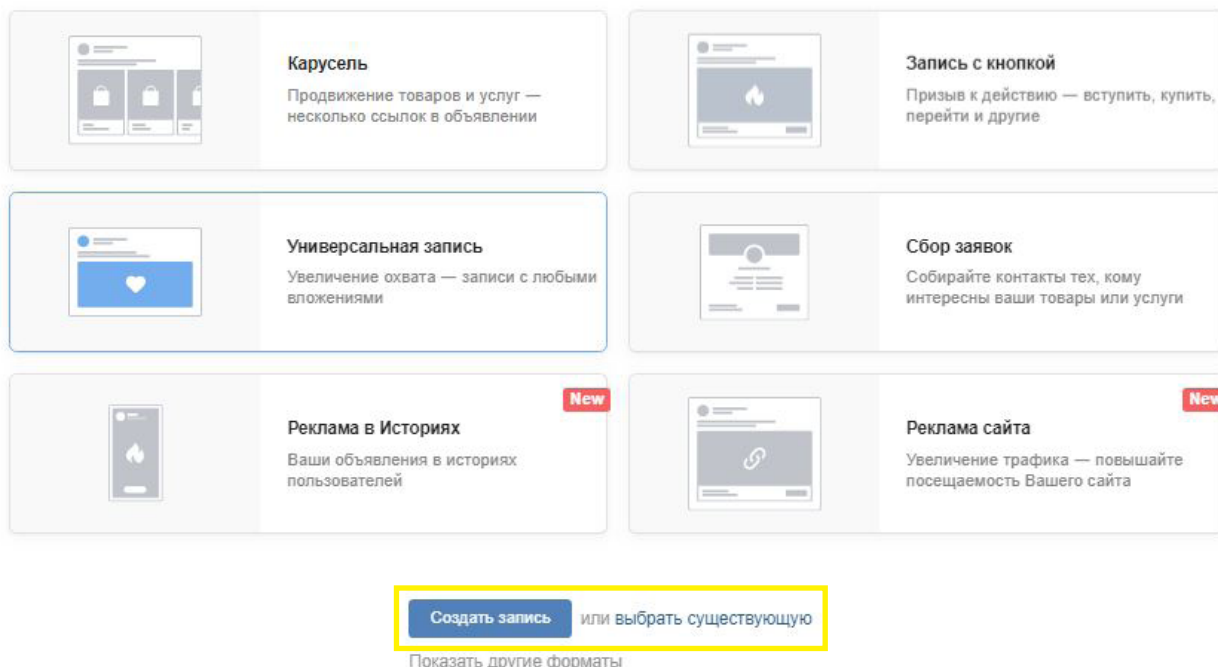 Карусель
Продвижение товаров и услуг —
несколько ссылок в объявлении
Запись с кнопкой
Призыв к действию — вступить, купить,
перейти и другие
Универсальная запись
Увеличение охвата — записи с любыми
вложениями
Сбор заявок
Собирайте контакты тех, кому
интересны ваши товары или услуги
New
Реклама в Историях
Ваши объявления в историях
пользователей
New
Реклама сайта
Увеличение трафика — повышайте
посещаемость Вашего сайта
Создать запись или выбрать существующую
Показать другие форматы